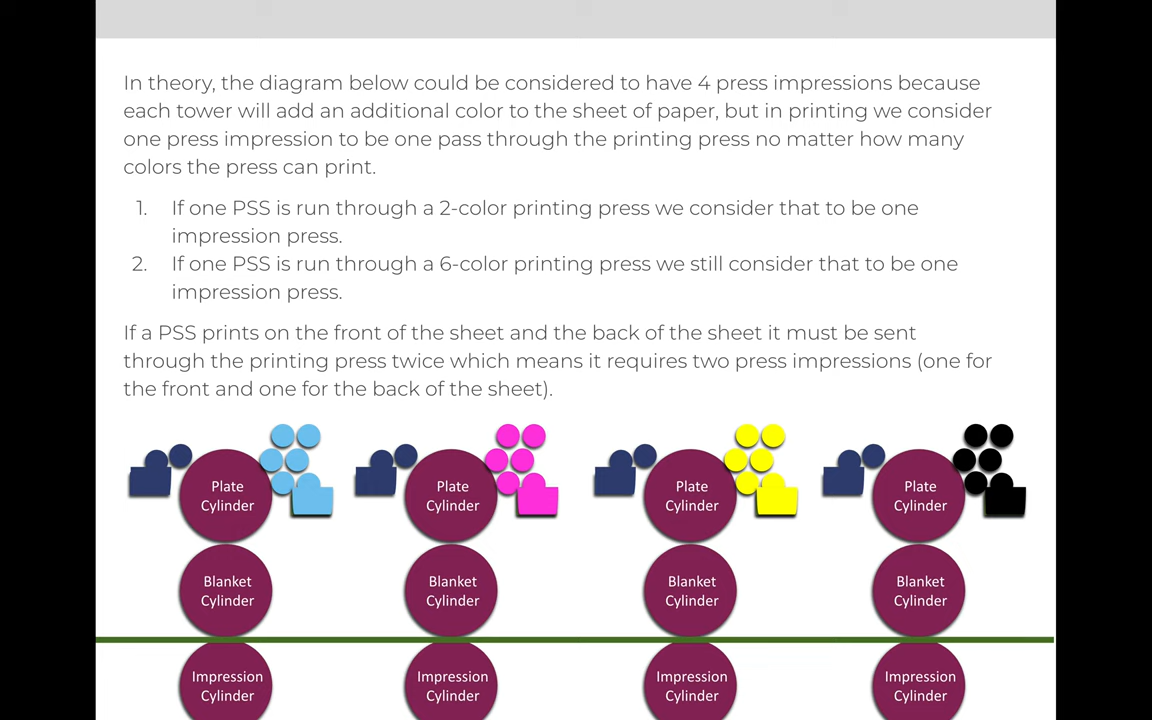 In theory, the diagram below could be considered to have 4 press impressions because
each tower will add an additional color to the sheet of paper, but in printing we consider
one press impression to be one pass through the printing press no matter how many
colors the press can print.
1. If one PSS is run through a 2-color printing press we consider that to be one
impression press.
2. If one PSS is run through a 6-color printing press we still consider that to be one
impression press.
If a PSS prints on the front of the sheet and the back of the sheet it must be sent
through the printing press twice which means it requires two press impressions (one for
the front and one for the back of the sheet).
Plate Plate Plate Plate
Cylinder Cylinder Cylinder Cylinder
Blanket Blanket Blanket Blanket
Cylinder Cylinder Cylinder Cylinder
Impression Impression Impression Impression
Cylinder Cylinder Cylinder Cylinder